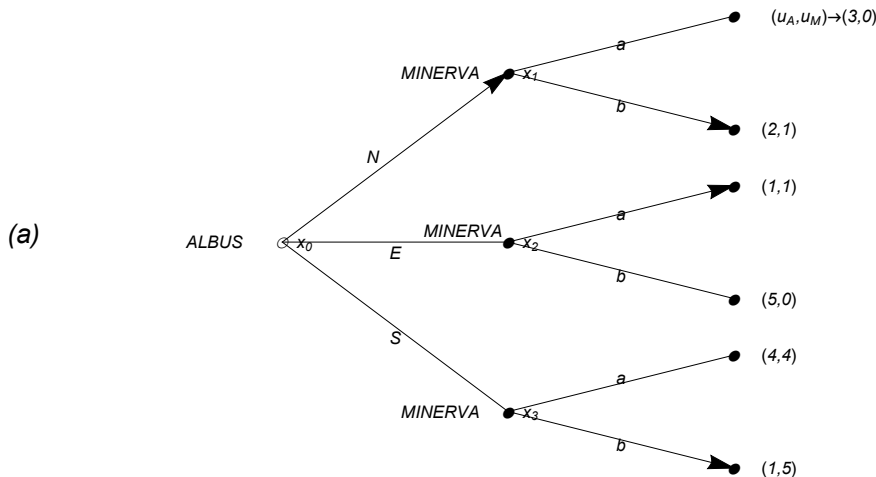 (u_A,u_M)→(3,0)
a
MINERVA x₁
b
(2,1)
N
(1,1)
a
(a)
ALBUS x₀
MINERVA x₂
E
b
(5,0)
S
(4,4)
a
MINERVA x₃
b
(1,5)